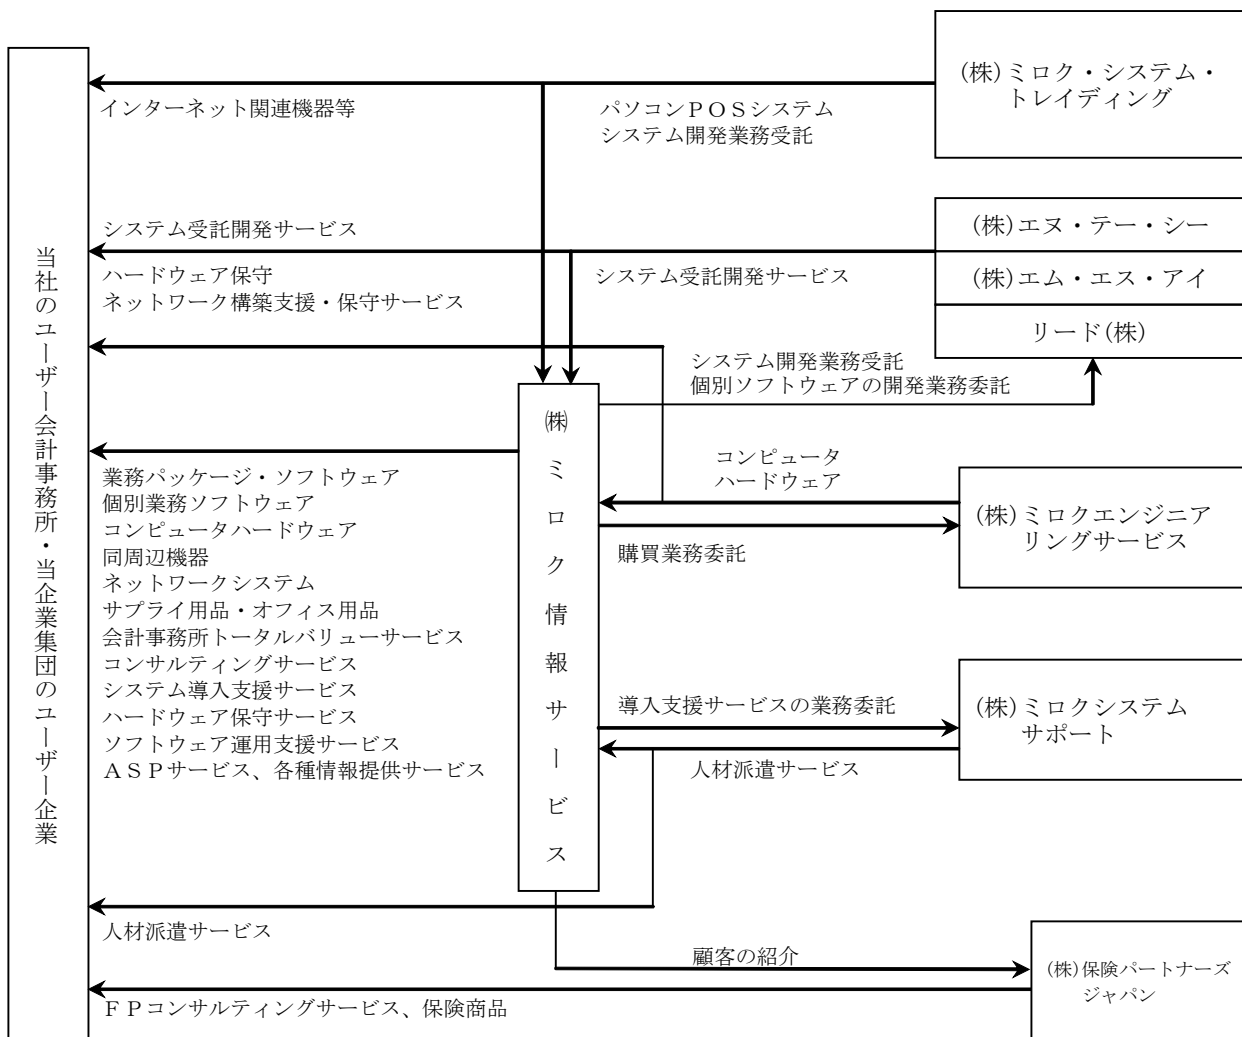 (株)ミロク・システム・
トレイディング
インターネット関連機器等
パソコンＰＯＳシステム
システム開発業務受託
(株)エヌ・テー・シー
(株)エム・エス・アイ
リード(株)
システム受託開発サービス
ハードウェア保守
ネットワーク構築支援・保守サービス
システム受託開発サービス
システム開発業務受託
個別ソフトウェアの開発業務委託
当社のユーザー会計事務所・当企業集団のユーザー企業
㈱ミロク情報サービス
業務パッケージ・ソフトウェア
個別業務ソフトウェア
コンピュータハードウェア
同周辺機器
ネットワークシステム
サプライ用品・オフィス用品
会計事務所トータルバリューサービス
コンサルティングサービス
システム導入支援サービス
ハードウェア保守サービス
ソフトウェア運用支援サービス
ＡＳＰサービス、各種情報提供サービス
コンピュータ
ハードウェア
購買業務委託
(株)ミロクエンジニア
リングサービス
導入支援サービスの業務委託
人材派遣サービス
(株)ミロクシステム
サポート
人材派遣サービス
顧客の紹介
(株)保険パートナーズ
ジャパン
ＦＰコンサルティングサービス、保険商品